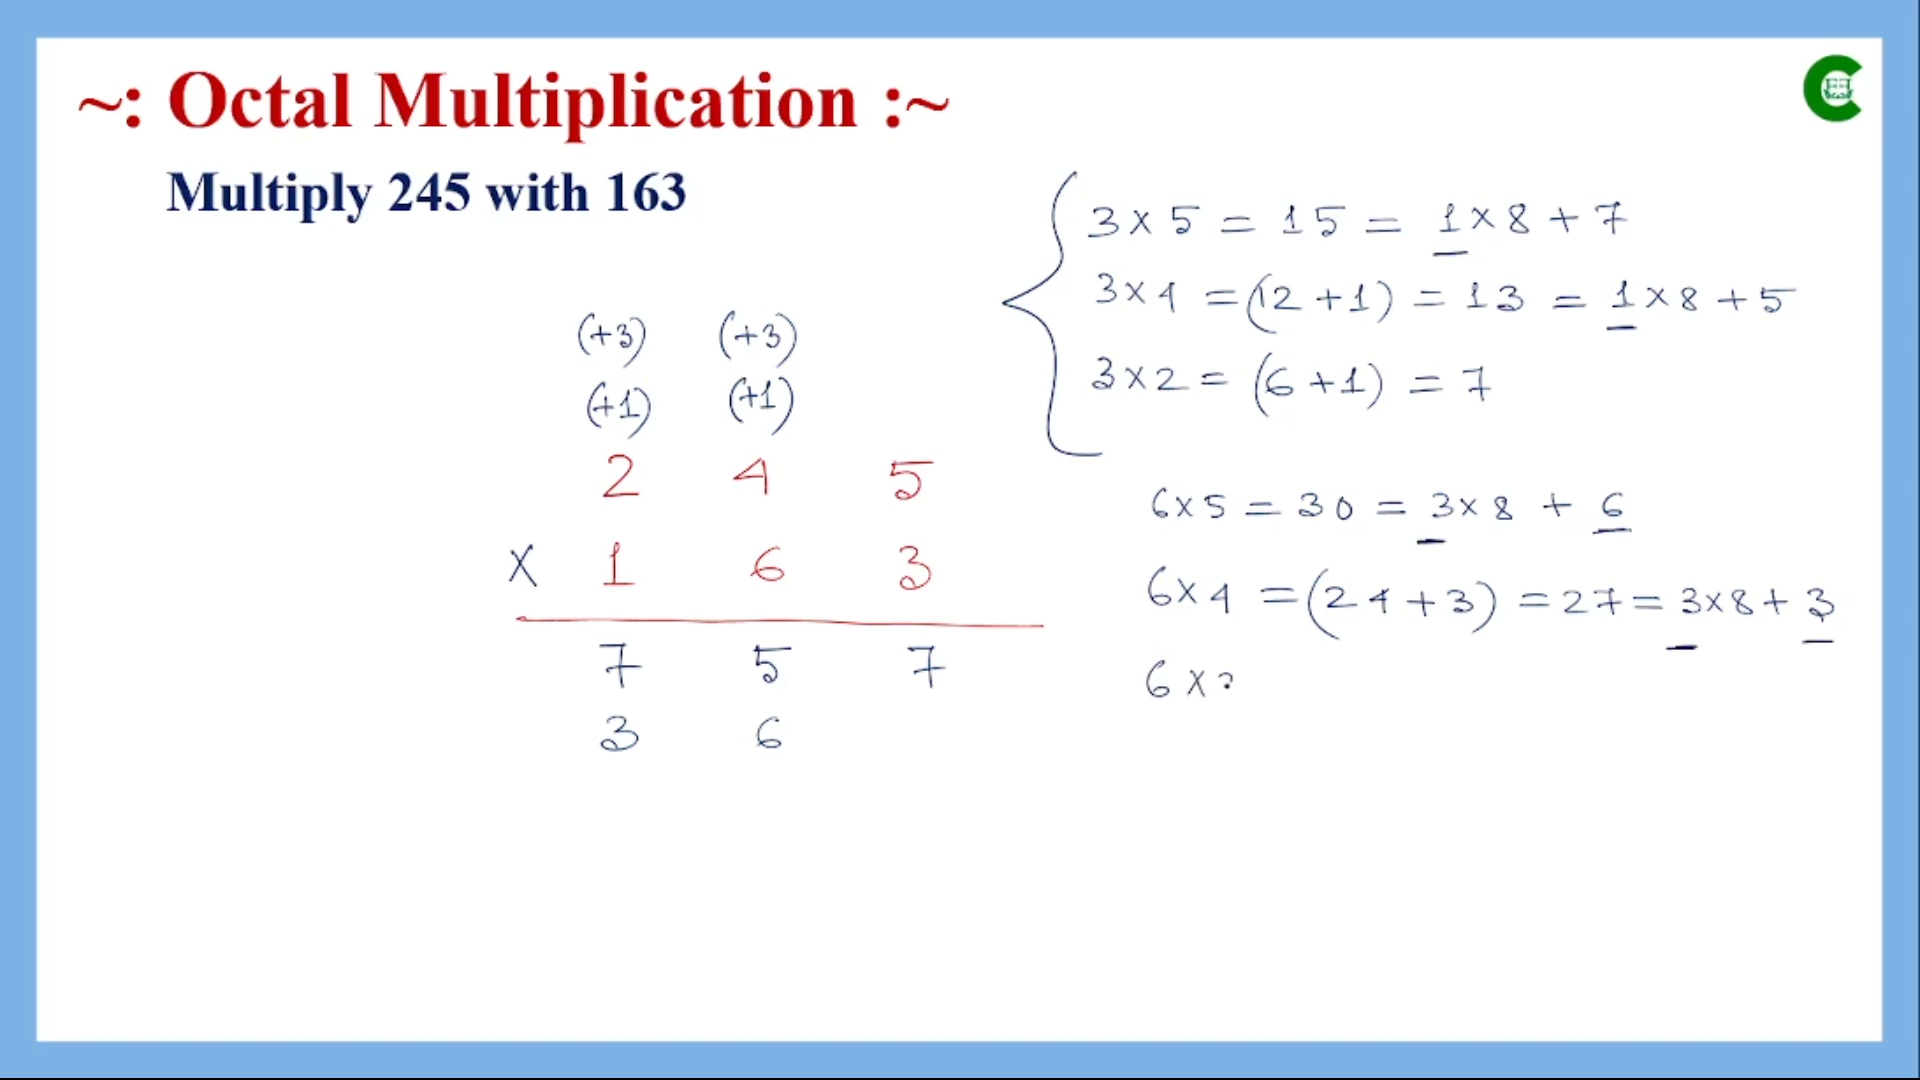 ~: Octal Multiplication :~
Multiply 245 with 163
(+3) (+3)
(+1) (+1)
2 4 5
X 1 6 3
7 5 7
3 6
3 x 5 = 15 = 1 x 8 + 7
3 x 4 = (12 + 1) = 13 = 1 x 8 + 5
3 x 2 = (6 + 1) = 7
6 x 5 = 30 = 3 x 8 + 6
6 x 4 = (24 + 3) = 27 = 3 x 8 + 3
6 x